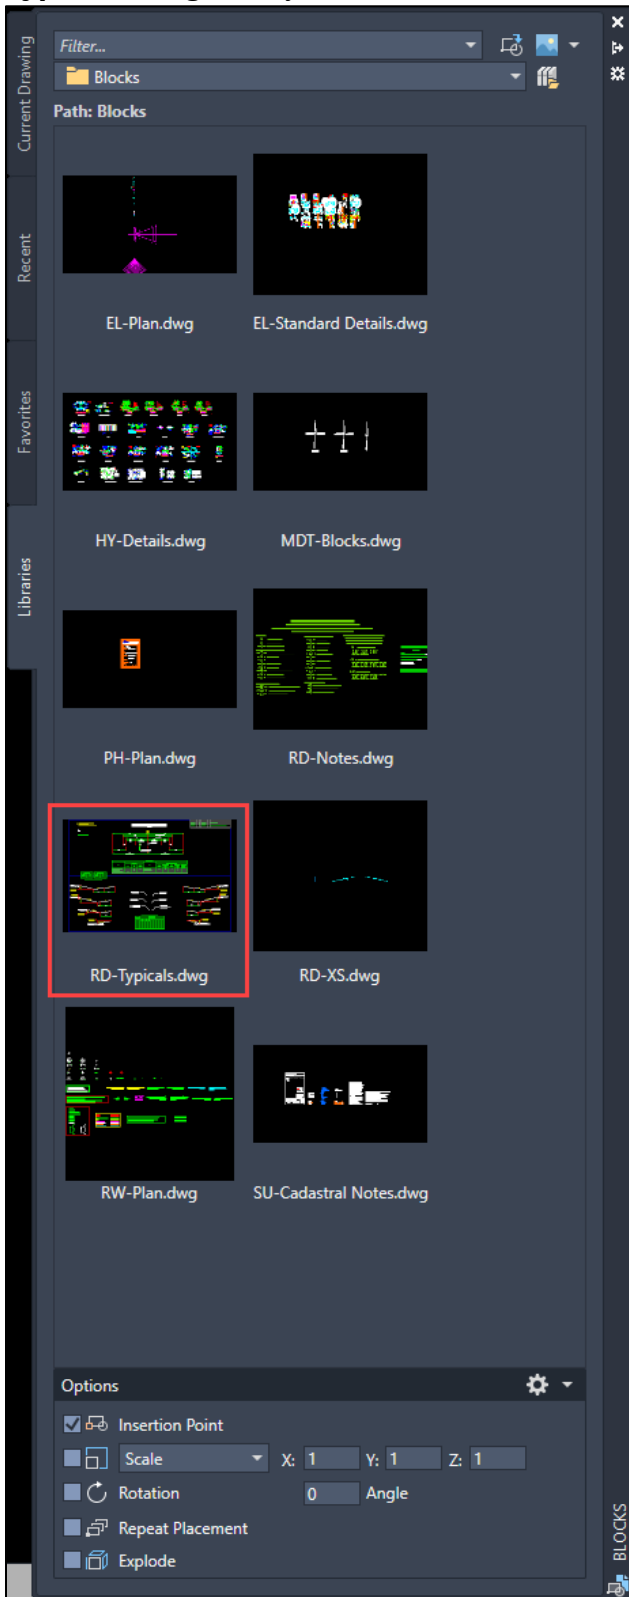 Filter...
Blocks
Path: Blocks
Current Drawing
Recent
Favorites
Libraries
EL-Plan.dwg
EL-Standard Details.dwg
HY-Details.dwg
MDT-Blocks.dwg
PH-Plan.dwg
RD-Notes.dwg
RD-Typicals.dwg
RD-XS.dwg
RW-Plan.dwg
SU-Cadastral Notes.dwg
Options
Insertion Point
Scale X: 1 Y: 1 Z: 1
Rotation 0 Angle
Repeat Placement
Explode
BLOCKS